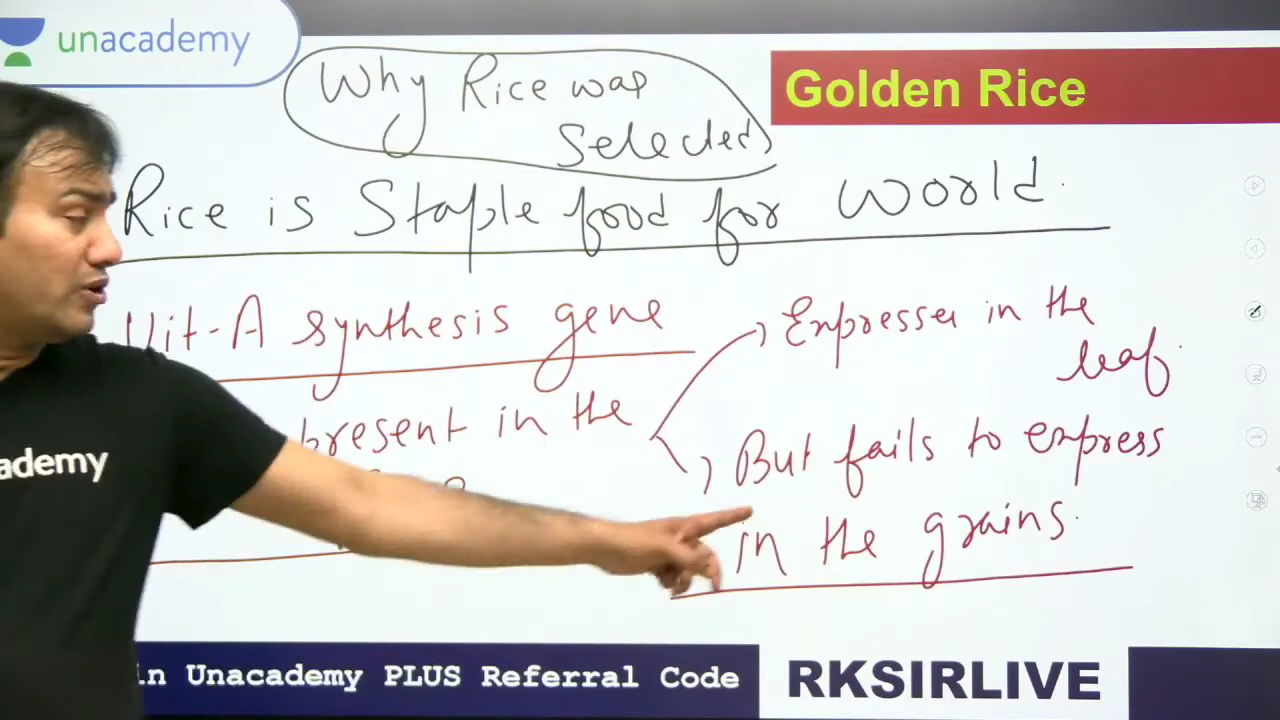 unacademy
Golden Rice
Why Rice was
Selected
Rice is Staple food for world.
Vit-A synthesis gene
present in the
Expresses in the
leaf.
But fails to express
in the grains.
ademy
in Unacademy PLUS Referral Code
RKSIRLIVE